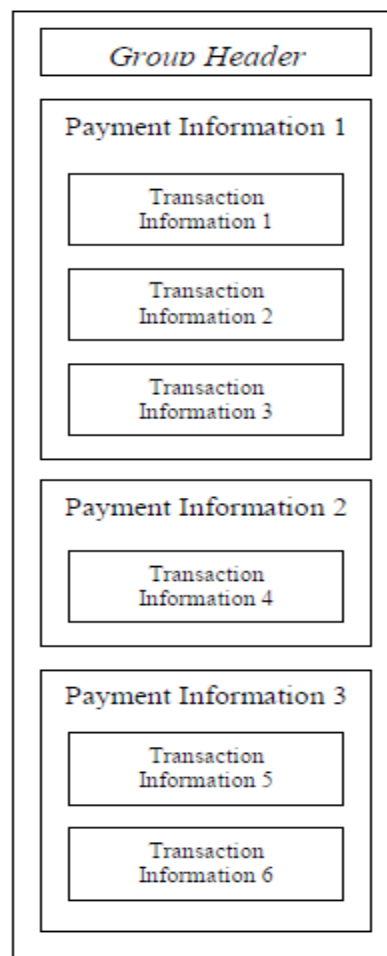 Group Header
Payment Information 1
Transaction
Information 1
Transaction
Information 2
Transaction
Information 3
Payment Information 2
Transaction
Information 4
Payment Information 3
Transaction
Information 5
Transaction
Information 6